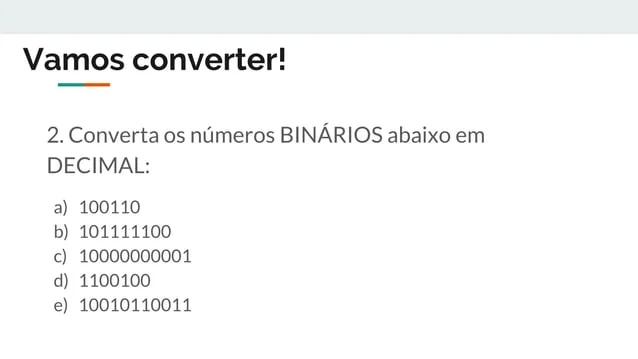 Vamos converter!
2. Converta os números BINÁRIOS abaixo em
DECIMAL:
a) 100110
b) 101111100
c) 10000000001
d) 1100100
e) 10010110011